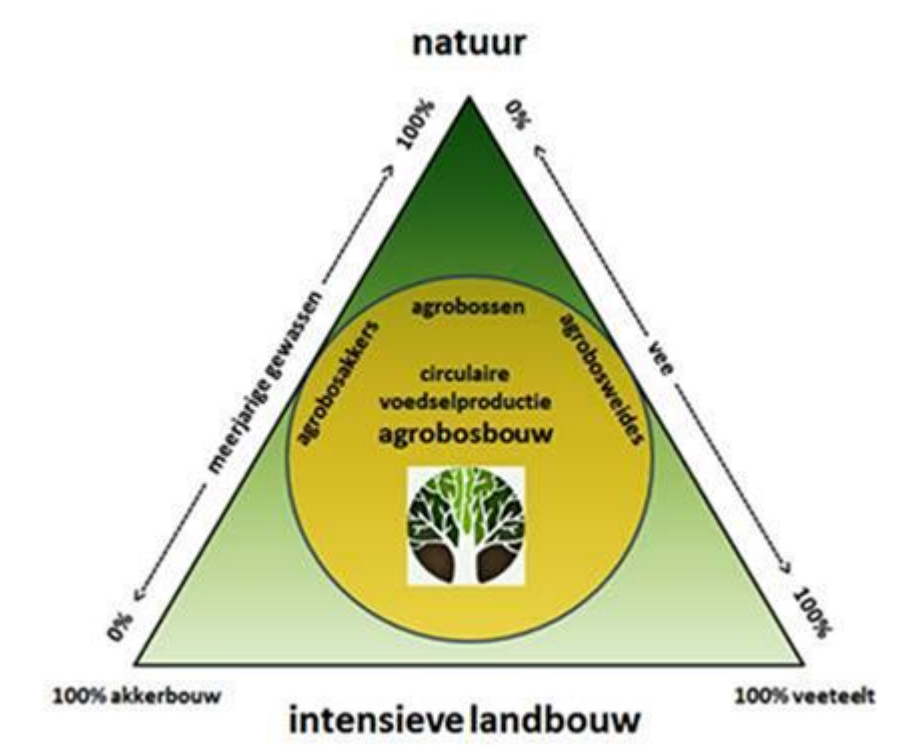 natuur
100%
0%
meerjarige gewassen
vee
agrobossen
agrobosakkers
agrobosweides
circulaire
voedselproductie
agrobosbouw
0%
100%
100% akkerbouw
100% veeteelt
intensieve landbouw